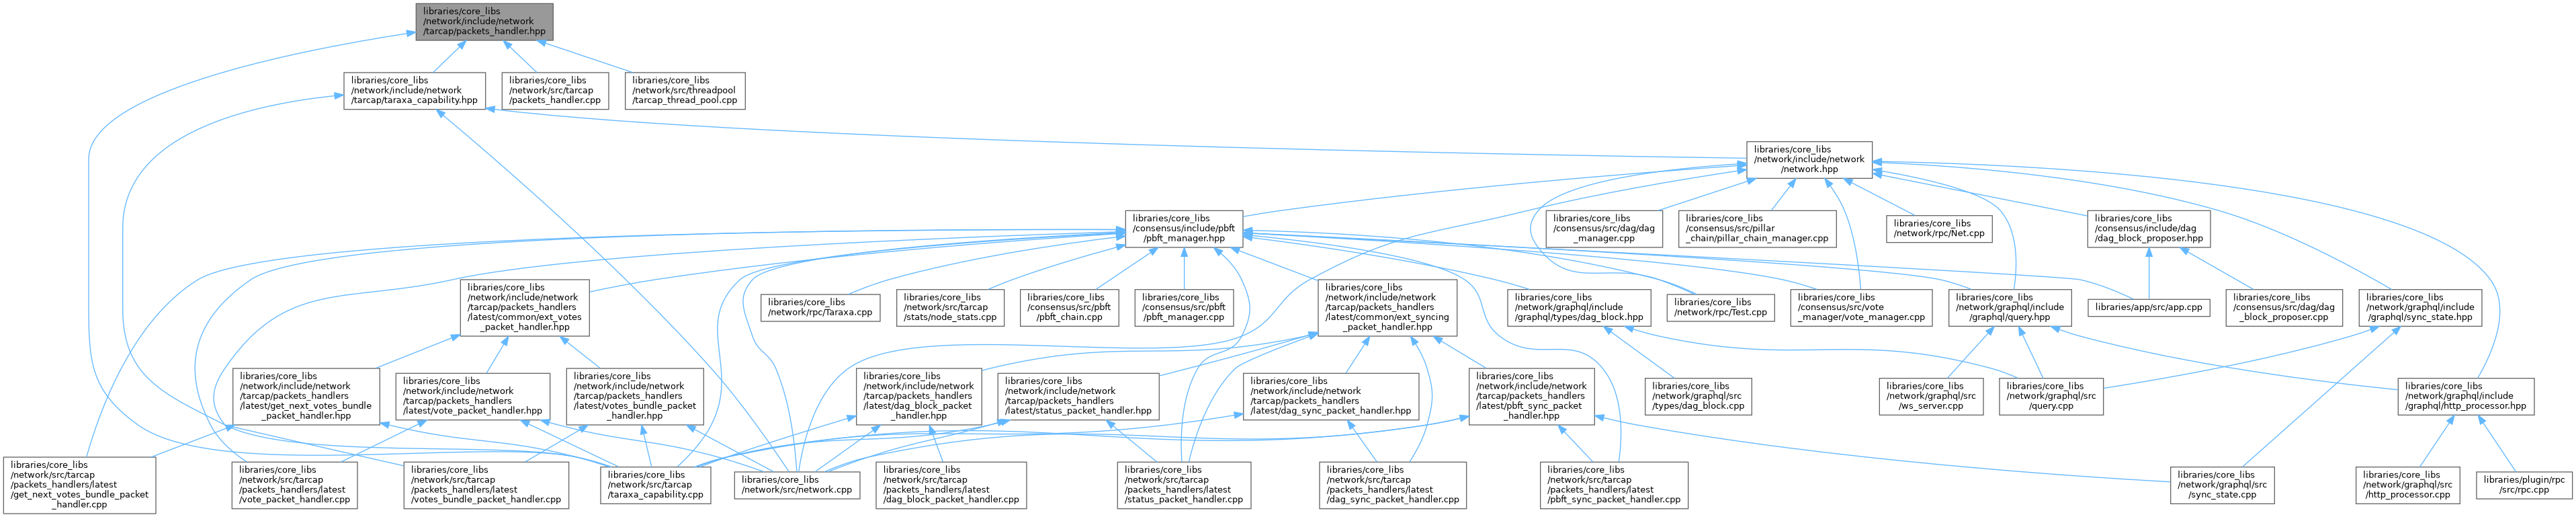 libraries/core_libs
/network/include/network
/tarcap/packets_handler.hpp
libraries/core_libs
/network/include/network
/tarcap/taraxa_capability.hpp
libraries/core_libs
/network/src/tarcap
/packets_handler.cpp
libraries/core_libs
/network/src/threadpool
/tarcap_thread_pool.cpp
libraries/core_libs
/network/include/network
/network.hpp
libraries/core_libs
/consensus/include/pbft
/pbft_manager.hpp
libraries/core_libs
/consensus/src/dag/dag
_manager.cpp
libraries/core_libs
/consensus/src/pillar
_chain/pillar_chain_manager.cpp
libraries/core_libs
/network/rpc/Net.cpp
libraries/core_libs
/consensus/include/dag
/dag_block_proposer.hpp
libraries/core_libs
/network/include/network
/tarcap/packets_handlers
/latest/common/ext_votes
_packet_handler.hpp
libraries/core_libs
/network/rpc/Taraxa.cpp
libraries/core_libs
/network/src/tarcap
/stats/node_stats.cpp
libraries/core_libs
/consensus/src/pbft
/pbft_chain.cpp
libraries/core_libs
/consensus/src/pbft
/pbft_manager.cpp
libraries/core_libs
/network/include/network
/tarcap/packets_handlers
/latest/common/ext_syncing
_packet_handler.hpp
libraries/core_libs
/network/graphql/include
/graphql/types/dag_block.hpp
libraries/core_libs
/network/rpc/Test.cpp
libraries/core_libs
/consensus/src/vote
_manager/vote_manager.cpp
libraries/core_libs
/network/graphql/include
/graphql/query.hpp
libraries/app/src/app.cpp
libraries/core_libs
/consensus/src/dag/dag
_block_proposer.cpp
libraries/core_libs
/network/graphql/include
/graphql/sync_state.hpp
libraries/core_libs
/network/include/network
/tarcap/packets_handlers
/latest/get_next_votes_bundle
_packet_handler.hpp
libraries/core_libs
/network/include/network
/tarcap/packets_handlers
/latest/vote_packet_handler.hpp
libraries/core_libs
/network/include/network
/tarcap/packets_handlers
/latest/votes_bundle_packet
_handler.hpp
libraries/core_libs
/network/include/network
/tarcap/packets_handlers
/latest/dag_block_packet
_handler.hpp
libraries/core_libs
/network/include/network
/tarcap/packets_handlers
/latest/status_packet_handler.hpp
libraries/core_libs
/network/include/network
/tarcap/packets_handlers
/latest/dag_sync_packet_handler.hpp
libraries/core_libs
/network/include/network
/tarcap/packets_handlers
/latest/pbft_sync_packet
_handler.hpp
libraries/core_libs
/network/graphql/src
/types/dag_block.cpp
libraries/core_libs
/network/graphql/src
/ws_server.cpp
libraries/core_libs
/network/graphql/src
/query.cpp
libraries/core_libs
/network/graphql/include
/graphql/http_processor.hpp
libraries/core_libs
/network/src/tarcap
/packets_handlers/latest
/get_next_votes_bundle_packet
_handler.cpp
libraries/core_libs
/network/src/tarcap
/packets_handlers/latest
/vote_packet_handler.cpp
libraries/core_libs
/network/src/tarcap
/packets_handlers/latest
/votes_bundle_packet_handler.cpp
libraries/core_libs
/network/src/tarcap
/taraxa_capability.cpp
libraries/core_libs
/network/src/network.cpp
libraries/core_libs
/network/src/tarcap
/packets_handlers/latest
/dag_block_packet_handler.cpp
libraries/core_libs
/network/src/tarcap
/packets_handlers/latest
/status_packet_handler.cpp
libraries/core_libs
/network/src/tarcap
/packets_handlers/latest
/dag_sync_packet_handler.cpp
libraries/core_libs
/network/src/tarcap
/packets_handlers/latest
/pbft_sync_packet_handler.cpp
libraries/core_libs
/network/graphql/src
/sync_state.cpp
libraries/core_libs
/network/graphql/src
/http_processor.cpp
libraries/plugin/rpc
/src/rpc.cpp